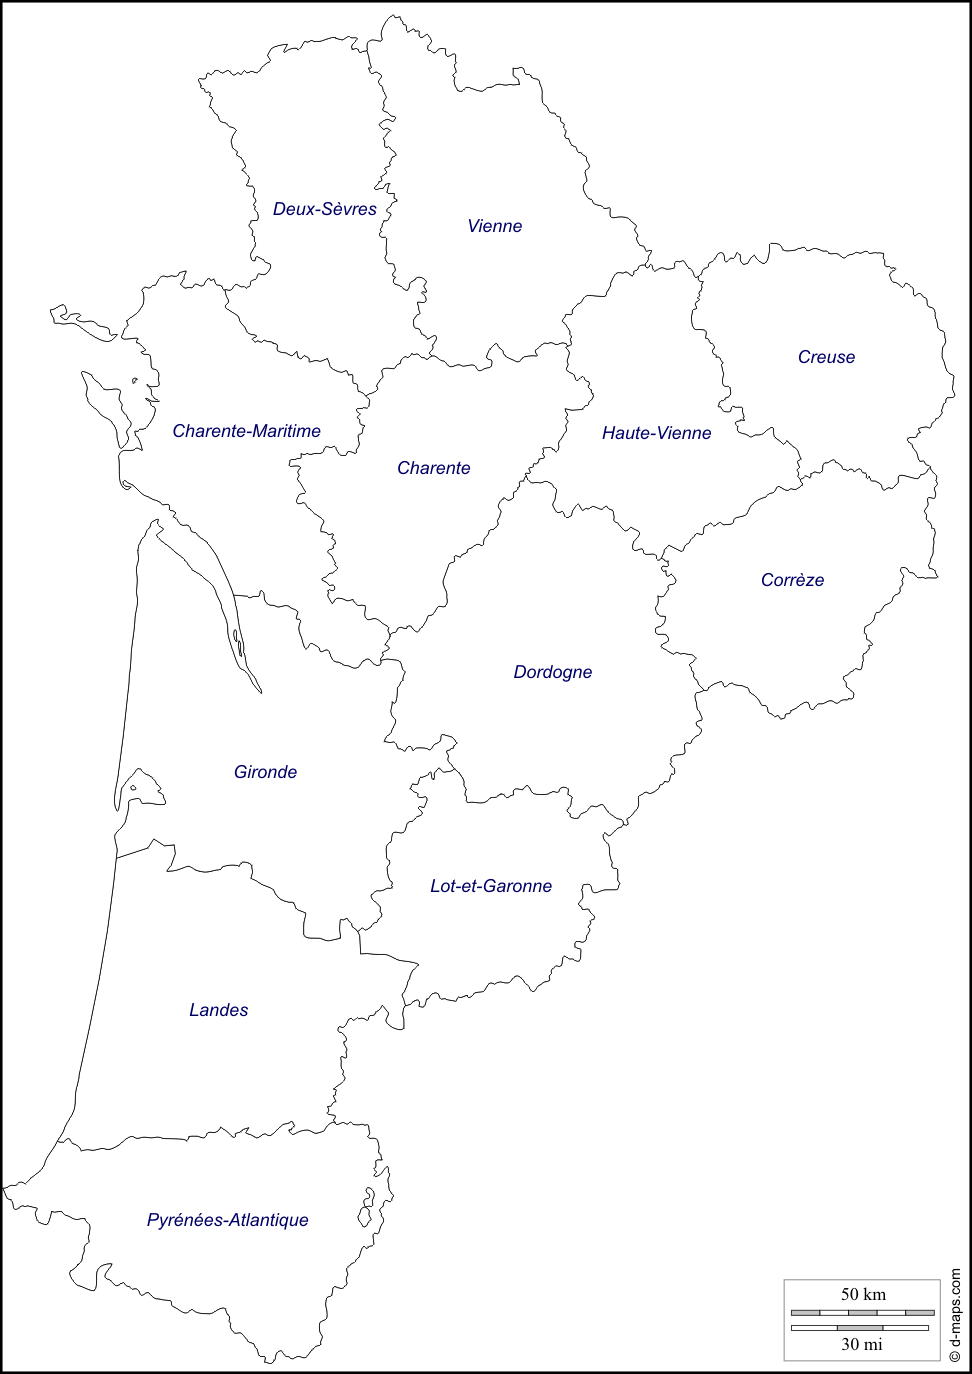 Deux-Sèvres
Vienne
Creuse
Charente-Maritime
Haute-Vienne
Charente
Corrèze
Dordogne
Gironde
Lot-et-Garonne
Landes
Pyrénées-Atlantique
50 km
30 mi
© d-maps.com